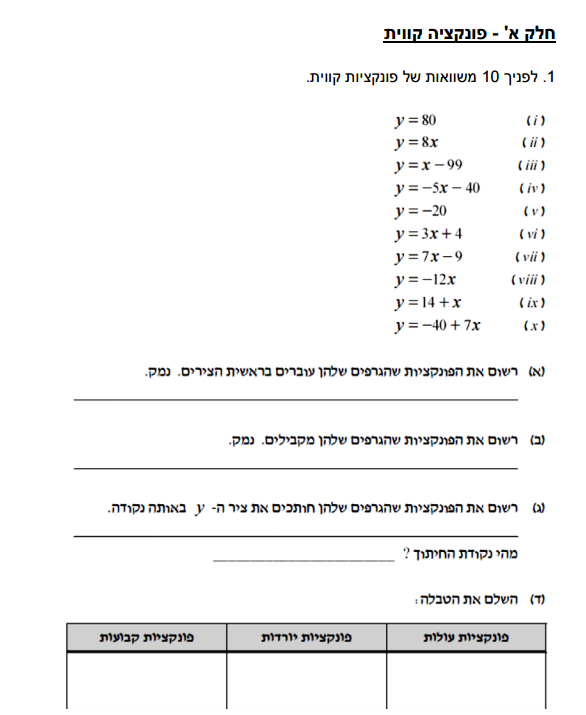 חלק א' - פונקציה קווית
1. לפניך 10 משוואות של פונקציות קווית.
(i) y = 80
(ii) y = 8x
(iii) y = x − 99
(iv) y = −5x − 40
(v) y = −20
(vi) y = 3x + 4
(vii) y = 7x − 9
(viii) y = −12x
(ix) y = 14 + x
(x) y = −40 + 7x
(א) רשום את הפונקציות שהגרפים שלהן עוברים בראשית הצירים. נמק.
(ב) רשום את הפונקציות שהגרפים שלהן מקבילים. נמק.
(ג) רשום את הפונקציות שהגרפים שלהן חותכים את ציר ה- y באותה נקודה.
מהי נקודת החיתוך ? ________________________
(ד) השלם את הטבלה:
פונקציות עולות פונקציות יורדות פונקציות קבועות